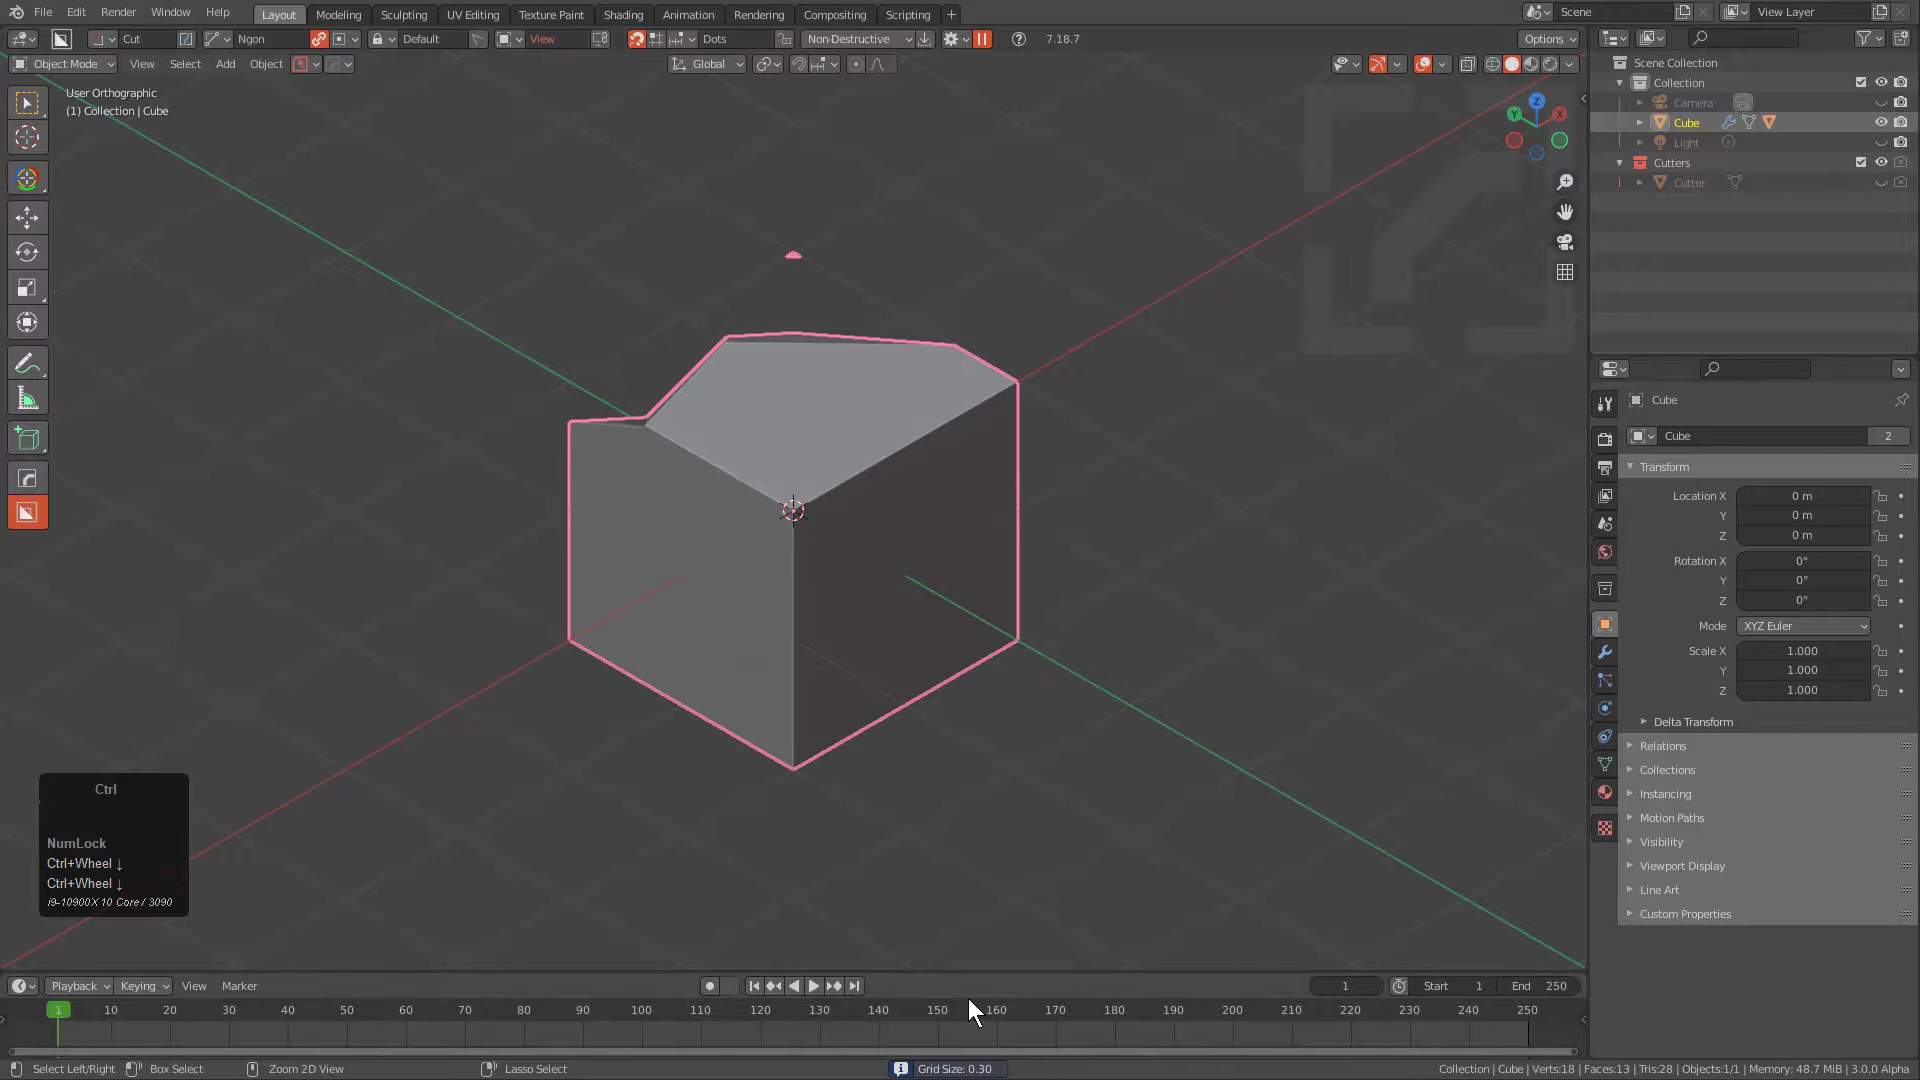 File Edit Render Window Help Layout Modeling Sculpting UV Editing Texture Paint Shading Animation Rendering Compositing Scripting + Scene View Layer
Cut Ngon Default View Dots Non-Destructive 7.18.7 Options
Object Mode View Select Add Object Global
User Orthographic
(1) Collection | Cube
Z
Y
X
Scene Collection
Collection
Camera
Cube
Light
Cutters
Cutter
Cube
Cube 2
Transform
Location X 0 m
Y 0 m
Z 0 m
Rotation X 0°
Y 0°
Z 0°
Mode XYZ Euler
Scale X 1.000
Y 1.000
Z 1.000
Delta Transform
Relations
Collections
Instancing
Motion Paths
Visibility
Viewport Display
Line Art
Custom Properties
Ctrl
NumLock
Ctrl+Wheel ↓
Ctrl+Wheel ↓
i9-10900X 10 Core / 3090
Playback Keying View Marker 1 Start 1 End 250
1 10 20 30 40 50 60 70 80 90 100 110 120 130 140 150 160 170 180 190 200 210 220 230 240 250
Select Left/Right Box Select Zoom 2D View Lasso Select Grid Size: 0.30 Collection | Cube | Verts:18 | Faces:13 | Tris:28 | Objects:1/1 | Memory: 48.7 MiB | 3.0.0 Alpha